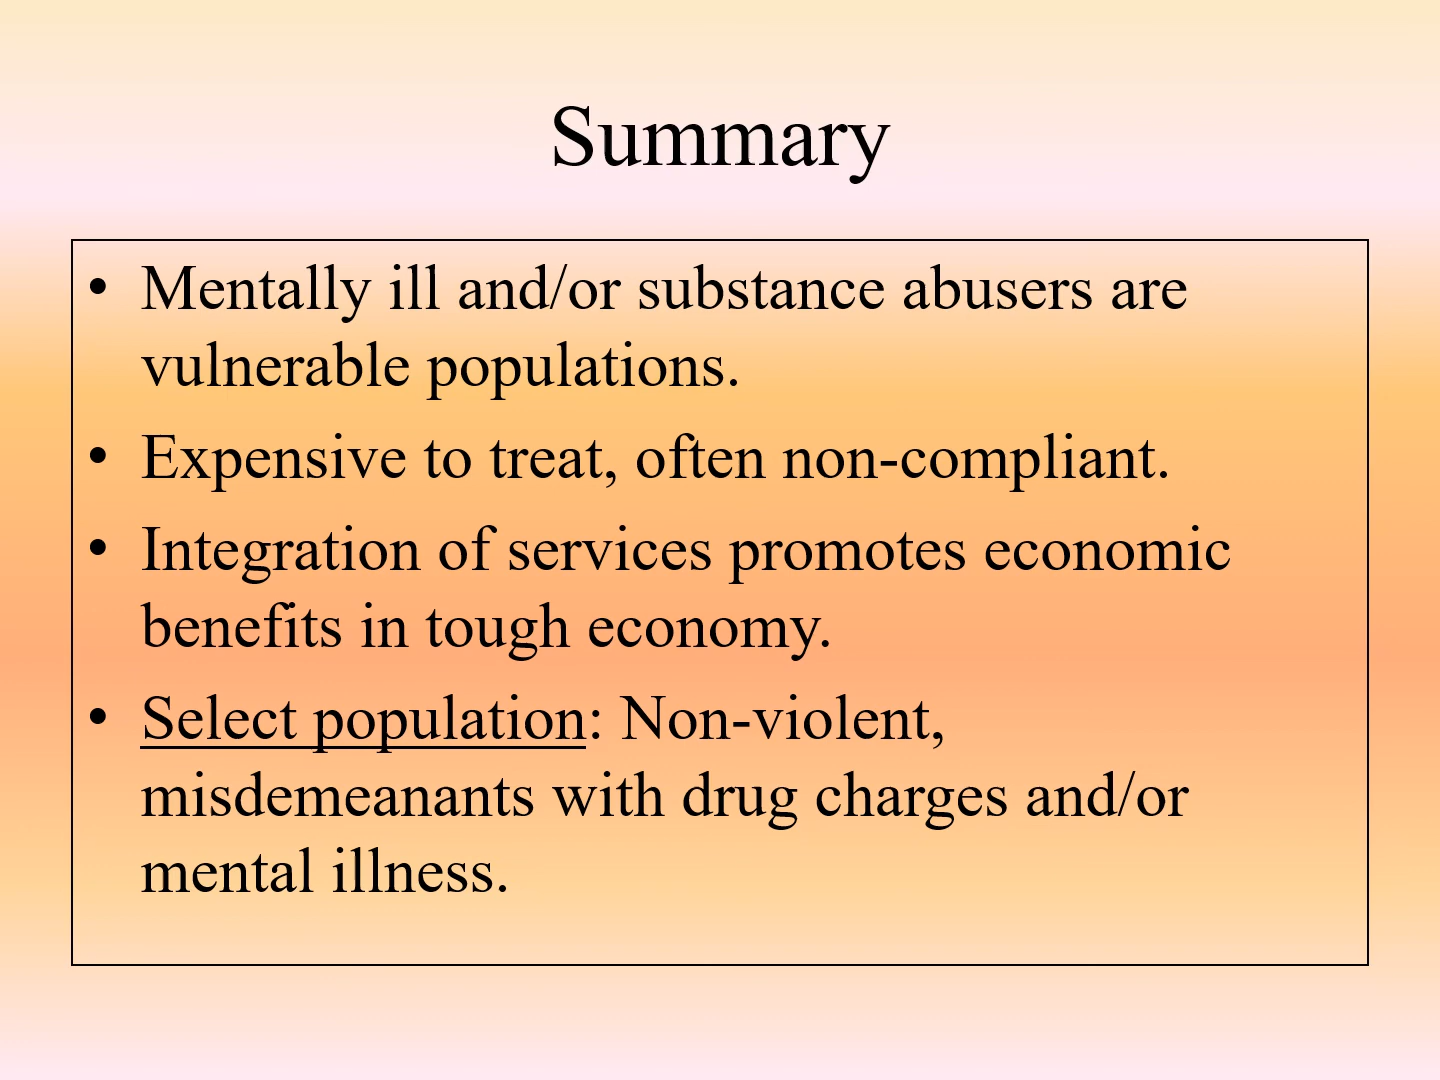 Summary
• Mentally ill and/or substance abusers are
vulnerable populations.
• Expensive to treat, often non-compliant.
• Integration of services promotes economic
benefits in tough economy.
• Select population: Non-violent,
misdemeanants with drug charges and/or
mental illness.